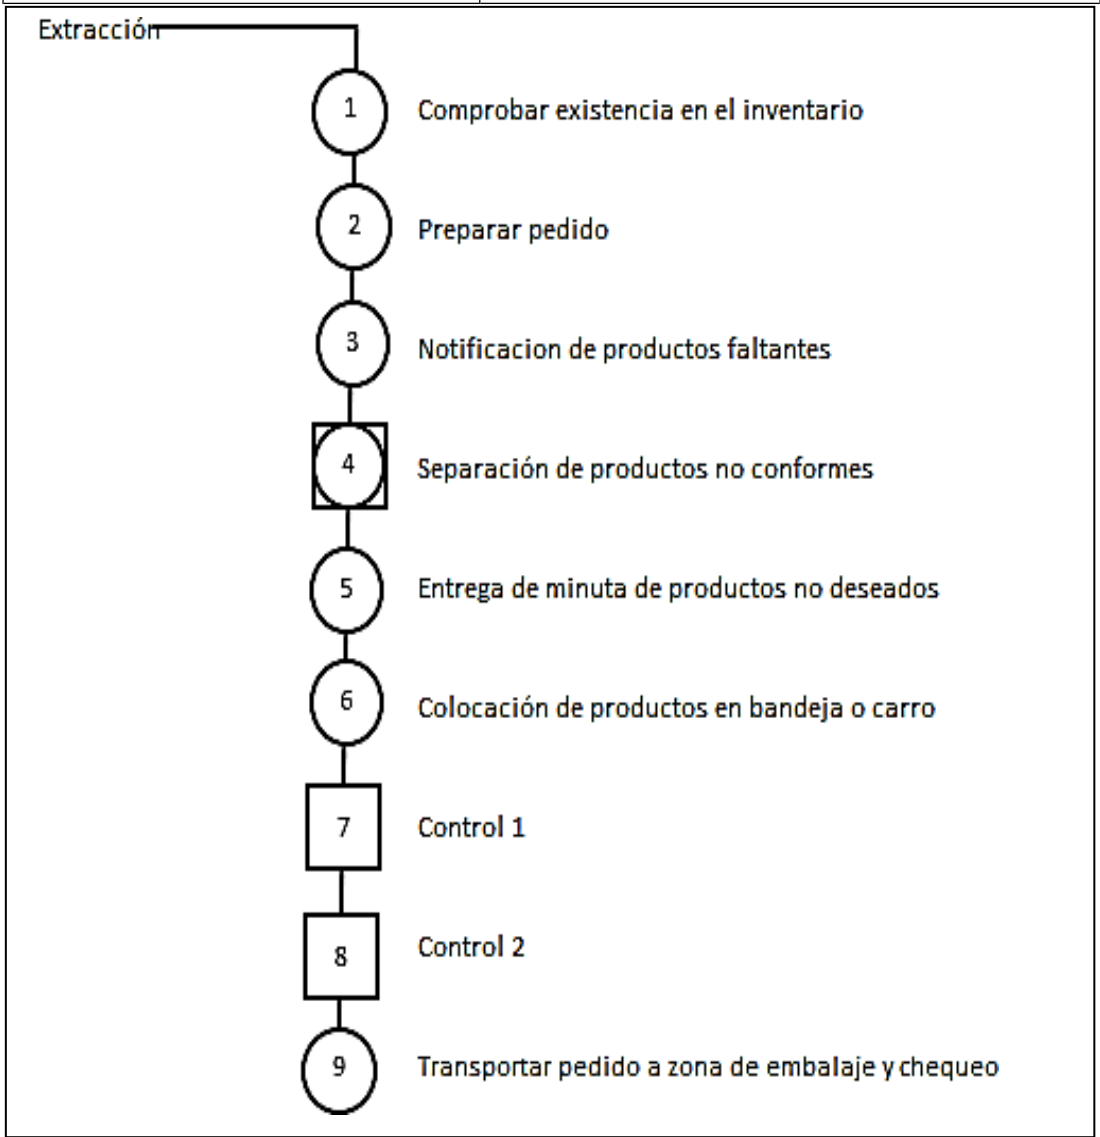 Extracción
1 Comprobar existencia en el inventario
2 Preparar pedido
3 Notificacion de productos faltantes
4 Separación de productos no conformes
5 Entrega de minuta de productos no deseados
6 Colocación de productos en bandeja o carro
7 Control 1
8 Control 2
9 Transportar pedido a zona de embalaje y chequeo